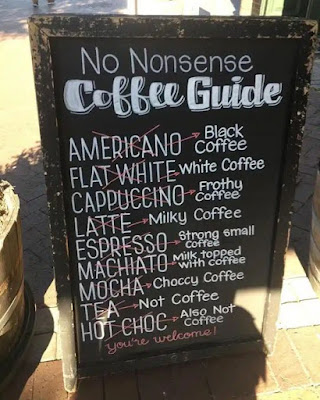 No Nonsense
Coffee Guide
AMERICANO → Black Coffee
FLAT WHITE → White Coffee
CAPPUCCINO → Frothy Coffee
LATTE → Milky Coffee
ESPRESSO → Strong small Coffee
MACHIATO → Milk topped with Coffee
MOCHA → Choccy Coffee
TEA → Not Coffee
HOT CHOC → Also Not Coffee
you're welcome!